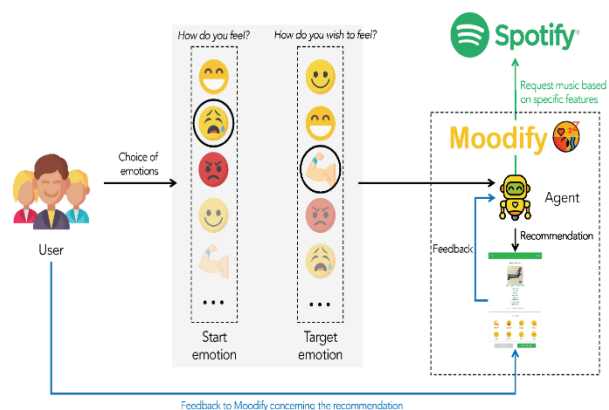 How do you feel?
How do you wish to feel?
Spotify®
Request music based
on specific features
Moodify
Choice of
emotions
Agent
User
Feedback
Recommendation
...
...
Start
emotion
Target
emotion
Feedback to Moodify concerning the recommendation